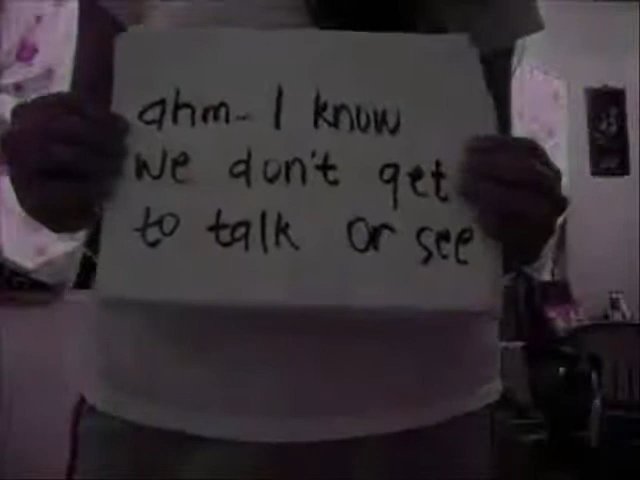 ahm- I know
we don't get
to talk or see